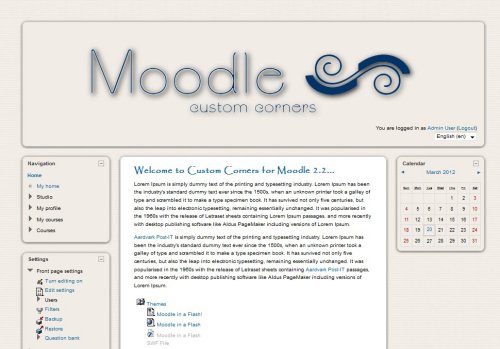 Moodle
custom corners
You are logged in as Admin User (Logout)
English (en)
Navigation
Home
My home
Studio
My profile
My courses
Courses
Settings
Front page settings
Turn editing on
Edit settings
Users
Filters
Backup
Restore
Question bank
Welcome to Custom Corners for Moodle 2.2...
Lorem Ipsum is simply dummy text of the printing and typesetting industry. Lorem Ipsum has been
the industry's standard dummy text ever since the 1500s, when an unknown printer took a galley of
type and scrambled it to make a type specimen book. It has survived not only five centuries, but
also the leap into electronic typesetting, remaining essentially unchanged. It was popularised in
the 1960s with the release of Letraset sheets containing Lorem Ipsum passages, and more recently
with desktop publishing software like Aldus PageMaker including versions of Lorem Ipsum.
Aardvark Post-IT is simply dummy text of the printing and typesetting industry. Lorem Ipsum has
been the industry's standard dummy text ever since the 1500s, when an unknown printer took a
galley of type and scrambled it to make a type specimen book. It has survived not only five
centuries, but also the leap into electronic typesetting, remaining essentially unchanged. It was
popularised in the 1960s with the release of Letraset sheets containing Aardvark Post-IT passages,
and more recently with desktop publishing software like Aldus PageMaker including versions of
Lorem Ipsum.
Themes
Moodle in a Flash!
Moodle in a Flash
Moodle in a Flash
SWF File
Calendar
March 2012
Sun Mon Tue Wed Thu Fri Sat
1 2 3
4 5 6 7 8 9 10
11 12 13 14 15 16 17
18 19 20 21 22 23 24
25 26 27 28 29 30 31